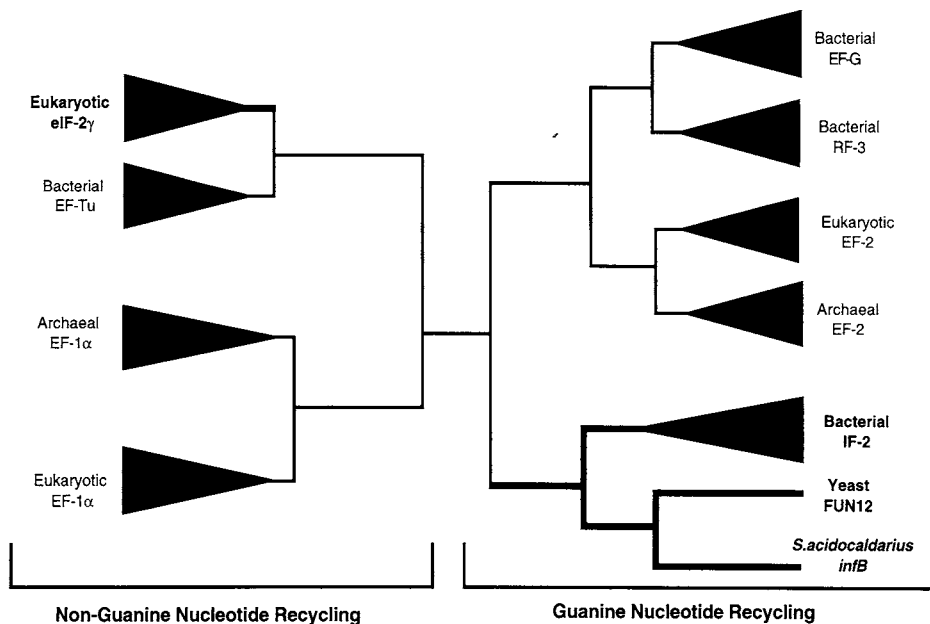 Eukaryotic
eIF-2γ
Bacterial
EF-Tu
Archaeal
EF-1α
Eukaryotic
EF-1α
Non-Guanine Nucleotide Recycling
Bacterial
EF-G
Bacterial
RF-3
Eukaryotic
EF-2
Archaeal
EF-2
Bacterial
IF-2
Yeast
FUN12
S.acidocaldarius
infB
Guanine Nucleotide Recycling